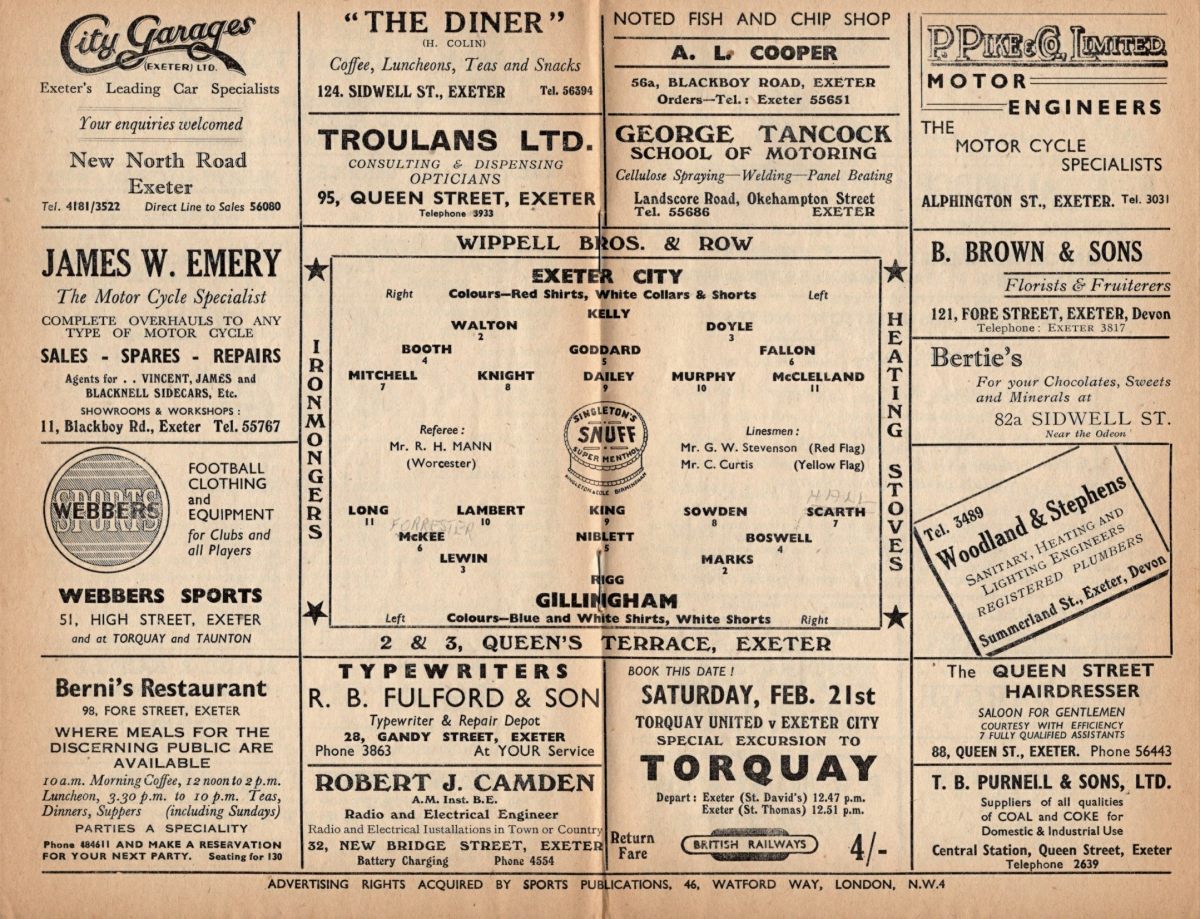 City Garages
(EXETER) LTD.
Exeter's Leading Car Specialists
Your enquiries welcomed
New North Road
Exeter
Tel. 4181/3522 Direct Line to Sales 56080
"THE DINER"
(H. COLIN)
Coffee, Luncheons, Teas and Snacks
124. SIDWELL ST., EXETER Tel. 56394
NOTED FISH AND CHIP SHOP
A. L. COOPER
56a, BLACKBOY ROAD, EXETER
Orders—Tel.: Exeter 55651
P. PIKE & CO, LIMITED.
MOTOR
ENGINEERS
THE
MOTOR CYCLE
SPECIALISTS
ALPHINGTON ST., EXETER. Tel. 3031
TROULANS LTD.
CONSULTING & DISPENSING
OPTICIANS
95, QUEEN STREET, EXETER
Telephone 3933
GEORGE TANCOCK
SCHOOL OF MOTORING
Cellulose Spraying—Welding—Panel Beating
Landscore Road, Okehampton Street
Tel. 55686 EXETER
JAMES W. EMERY
The Motor Cycle Specialist
COMPLETE OVERHAULS TO ANY
TYPE OF MOTOR CYCLE
SALES - SPARES - REPAIRS
Agents for . . VINCENT, JAMES and
BLACKNELL SIDECARS, Etc.
SHOWROOMS & WORKSHOPS :
11, Blackboy Rd., Exeter Tel. 55767
WEBBERS
SPORTS
FOOTBALL
CLOTHING
and
EQUIPMENT
for Clubs and
all Players
WEBBERS SPORTS
51, HIGH STREET, EXETER
and at TORQUAY and TAUNTON
WIPPELL BROS. & ROW
IRONMONGERS
HEATING STOVES
EXETER CITY
Right Colours—Red Shirts, White Collars & Shorts Left
KELLY
WALTON DOYLE
2 3
BOOTH GODDARD FALLON
4 5 6
MITCHELL KNIGHT DAILEY MURPHY McCLELLAND
7 8 9 10 11
Referee :
Mr. R. H. MANN
(Worcester)
SINGLETON'S
SNUFF
SUPER MENTHOL
SINGLETON & COLE BIRMINGHAM
Linesmen :
Mr. G. W. Stevenson (Red Flag)
Mr. C. Curtis (Yellow Flag)
HALL
LONG LAMBERT KING SOWDEN SCARTH
11 10 9 8 7
FORRESTER
McKEE NIBLETT BOSWELL
6 5 4
LEWIN MARKS
3 2
RIGG
GILLINGHAM
Left Colours—Blue and White Shirts, White Shorts Right
2 & 3, QUEEN'S TERRACE, EXETER
B. BROWN & SONS
Florists & Fruiterers
121, FORE STREET, EXETER, Devon
Telephone: EXETER 3817
Bertie's
For your Chocolates, Sweets
and Minerals at
82a SIDWELL ST.
Near the Odeon
Tel. 3489
Woodland & Stephens
SANITARY, HEATING AND
LIGHTING ENGINEERS
REGISTERED PLUMBERS
Summerland St., Exeter, Devon
Berni's Restaurant
98, FORE STREET, EXETER
WHERE MEALS FOR THE
DISCERNING PUBLIC ARE
AVAILABLE
10 a.m. Morning Coffee, 12 noon to 2 p.m.
Luncheon, 3.30 p.m. to 10 p.m. Teas,
Dinners, Suppers (including Sundays)
PARTIES A SPECIALITY
Phone 484611 AND MAKE A RESERVATION
FOR YOUR NEXT PARTY. Seating for 130
TYPEWRITERS
R. B. FULFORD & SON
Typewriter & Repair Depot
28, GANDY STREET, EXETER
Phone 3863 At YOUR Service
ROBERT J. CAMDEN
A.M. Inst. B.E.
Radio and Electrical Engineer
Radio and Electrical Iustallations in Town or Country
32, NEW BRIDGE STREET, EXETER
Battery Charging Phone 4554
BOOK THIS DATE !
SATURDAY, FEB. 21st
TORQUAY UNITED v EXETER CITY
SPECIAL EXCURSION TO
TORQUAY
Depart : Exeter (St. David's) 12.47 p.m.
Exeter (St. Thomas) 12.51 p.m.
Return
Fare
BRITISH RAILWAYS
4/-
The QUEEN STREET
HAIRDRESSER
SALOON FOR GENTLEMEN
COURTESY WITH EFFICIENCY
7 FULLY QUALIFIED ASSISTANTS
88, QUEEN ST., EXETER. Phone 56443
T. B. PURNELL & SONS, LTD.
Suppliers of all qualities
of COAL and COKE for
Domestic & Industrial Use
Central Station, Queen Street, Exeter
Telephone 2639
ADVERTISING RIGHTS ACQUIRED BY SPORTS PUBLICATIONS, 46, WATFORD WAY, LONDON, N.W.4